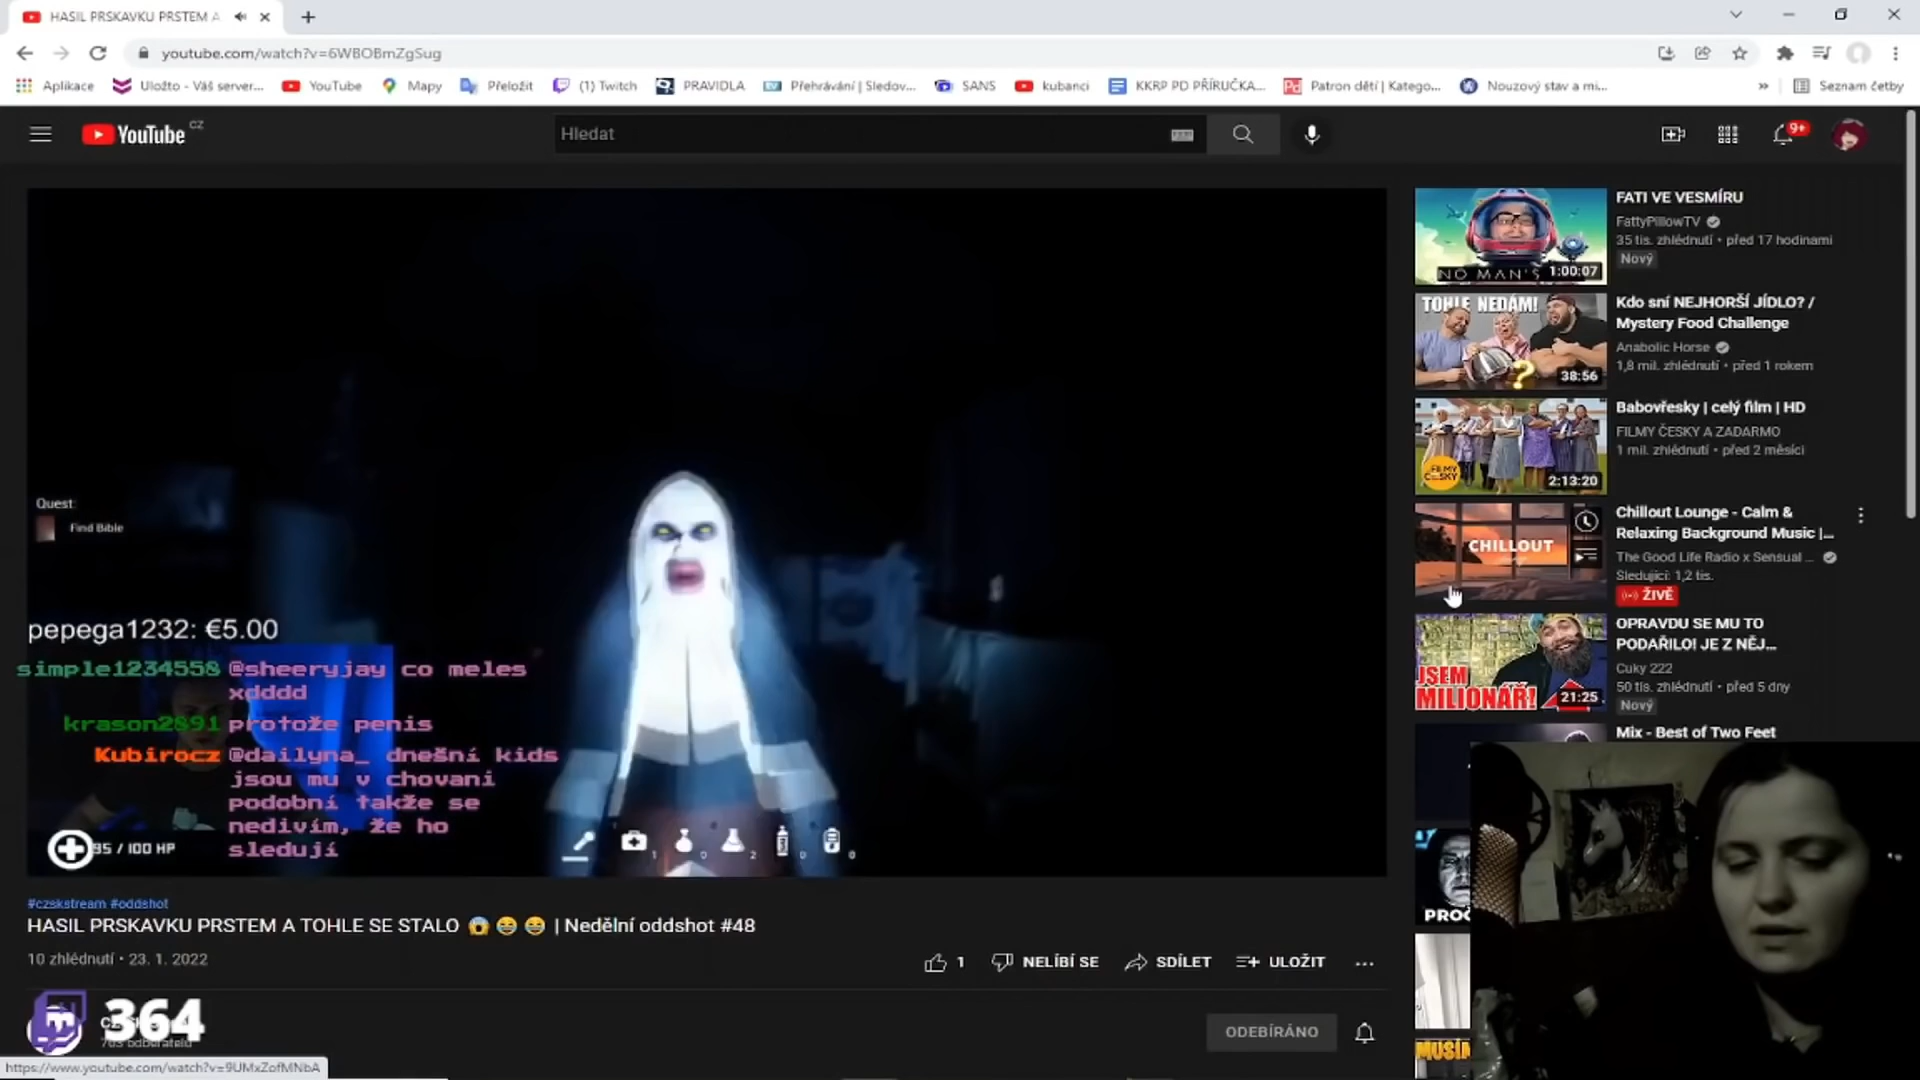 HASIL PRSKAVKU PRSTEM A
youtube.com/watch?v=6WBOBmZgSug
Aplikace
Uložto - Váš server...
YouTube
Mapy
Přeložit
(1) Twitch
PRAVIDLA
Přehrávání | Sledov...
SANS
kubanci
KKRP PD PŘÍRUČKA...
Patron dětí | Katego...
Nouzový stav a mi...
»
Seznam četby
YouTube CZ
Hledat
9+
Quest:
Find Bible
pepega1232: €5.00
simple1234558 @sheeryjay co meles
xdddd
krason2891 protože penis
Kubirocz @dailyna_ dnešní kids
jsou mu v chovani
podobní takže se
nedivím, že ho
sledují
95 / 100 HP
1
0
2
0
0
#czskstream #oddshot
HASIL PRSKAVKU PRSTEM A TOHLE SE STALO 😱 😂 😂 | Nedělní oddshot #48
10 zhlédnutí • 23. 1. 2022
1
NELÍBÍ SE
SDÍLET
ULOŽIT
364
ODEBÍRÁNO
https://www.youtube.com/watch?v=9UMxZofMNbA
NO MAN'S
1:00:07
FATI VE VESMÍRU
FattyPillowTV
35 tis. zhlédnutí • před 17 hodinami
Nový
TOHLE NEDÁM!
?
38:56
Kdo sní NEJHORŠÍ JÍDLO? /
Mystery Food Challenge
Anabolic Horse
1,8 mil. zhlédnutí • před 1 rokem
FILMY
ČESKY
2:13:20
Babovřesky | celý film | HD
FILMY ČESKY A ZADARMO
1 mil. zhlédnutí • před 2 měsíci
CHILLOUT
Chillout Lounge - Calm &
Relaxing Background Music |...
The Good Life Radio x Sensual ...
Sledující: 1,2 tis.
ŽIVĚ
JSEM
MILIONÁŘ!
21:25
OPRAVDU SE MU TO
PODAŘILO! JE Z NĚJ...
Cuky 222
50 tis. zhlédnutí • před 5 dny
Nový
Mix - Best of Two Feet
PROČ
MUSÍM